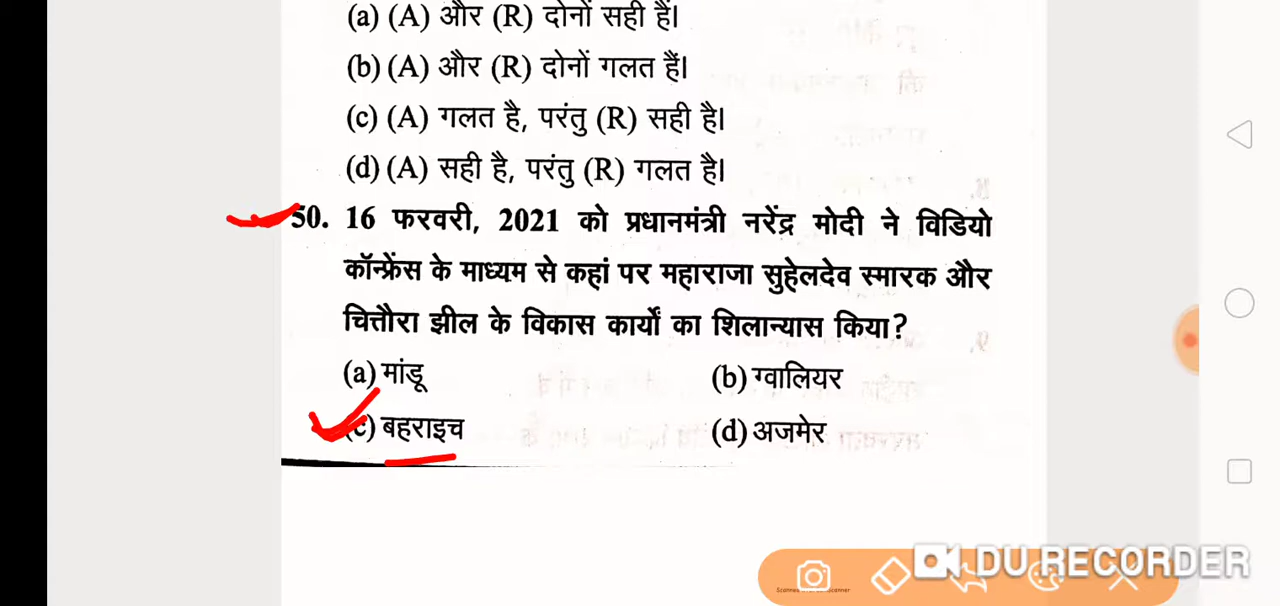 (a) (A) और (R) दोनों सही हैं।
(b) (A) और (R) दोनों गलत हैं।
(c) (A) गलत है, परंतु (R) सही है।
(d) (A) सही है, परंतु (R) गलत है।
50. 16 फरवरी, 2021 को प्रधानमंत्री नरेंद्र मोदी ने विडियो
कॉन्फ्रेंस के माध्यम से कहां पर महाराजा सुहेलदेव स्मारक और
चित्तौरा झील के विकास कार्यों का शिलान्यास किया?
(a) मांडू (b) ग्वालियर
(c) बहराइच (d) अजमेर
DU RECORDER